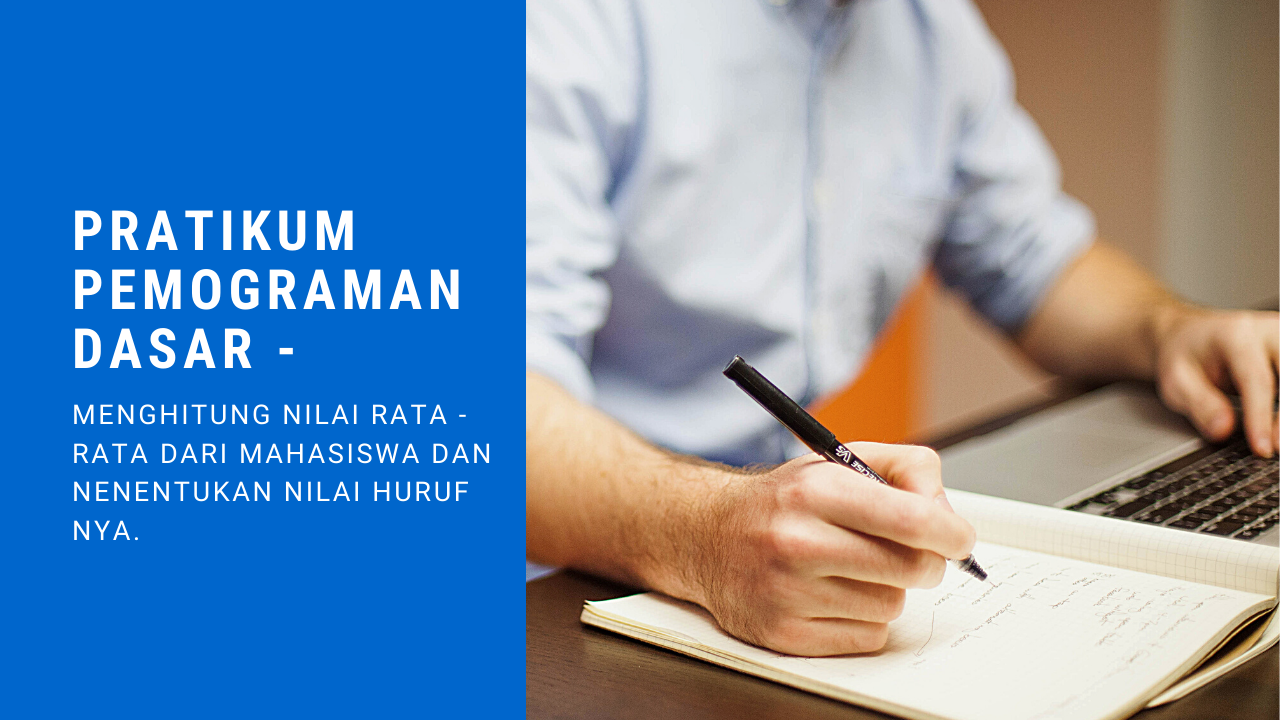 PRATIKUM
PEMOGRAMAN
DASAR -
MENGHITUNG NILAI RATA -
RATA DARI MAHASISWA DAN
NENENTUKAN NILAI HURUF
NYA.